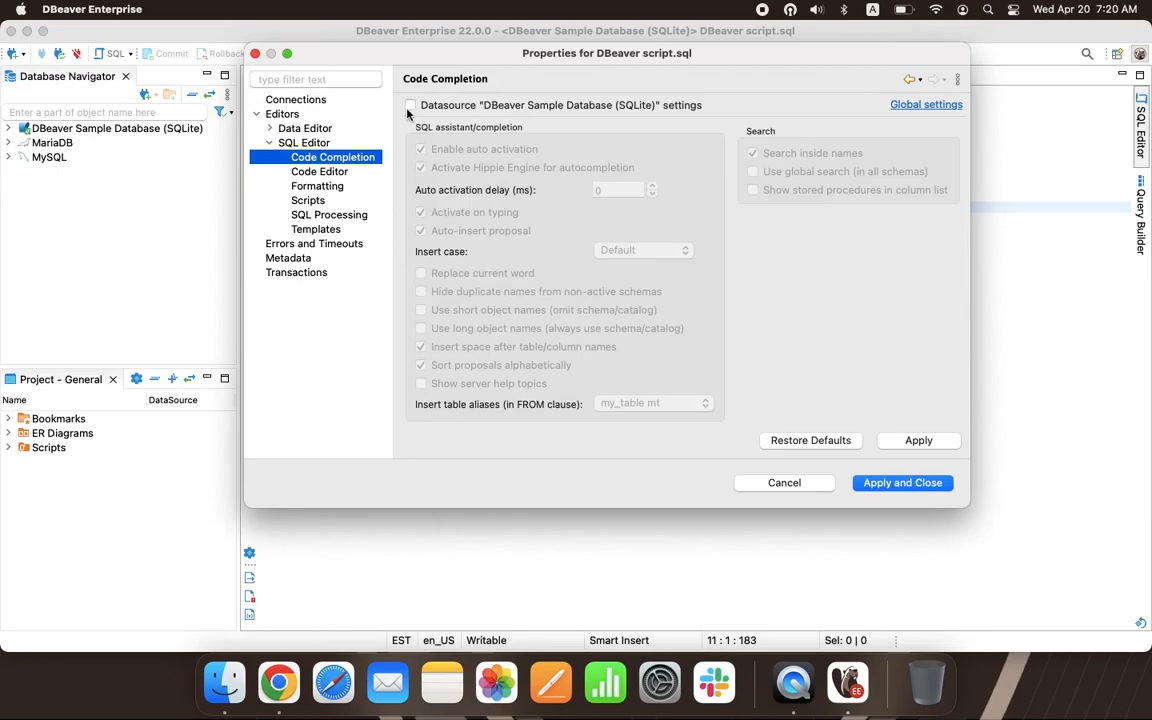 DBeaver Enterprise
A
Wed Apr 20 7:20 AM
DBeaver Enterprise 22.0.0 - <DBeaver Sample Database (SQLite)> DBeaver script.sql
SQL
Commit
Rollback
Properties for DBeaver script.sql
Database Navigator
Enter a part of object name here
DBeaver Sample Database (SQLite)
MariaDB
MySQL
type filter text
Connections
Editors
Data Editor
SQL Editor
Code Completion
Code Editor
Formatting
Scripts
SQL Processing
Templates
Errors and Timeouts
Metadata
Transactions
Code Completion
Datasource "DBeaver Sample Database (SQLite)" settings
Global settings
SQL assistant/completion
Enable auto activation
Activate Hippie Engine for autocompletion
Auto activation delay (ms):
0
Activate on typing
Auto-insert proposal
Insert case:
Default
Replace current word
Hide duplicate names from non-active schemas
Use short object names (omit schema/catalog)
Use long object names (always use schema/catalog)
Insert space after table/column names
Sort proposals alphabetically
Show server help topics
Insert table aliases (in FROM clause):
my_table mt
Search
Search inside names
Use global search (in all schemas)
Show stored procedures in column list
Restore Defaults
Apply
Cancel
Apply and Close
SQL Editor
Query Builder
Project - General
Name
DataSource
Bookmarks
ER Diagrams
Scripts
EST
en_US
Writable
Smart Insert
11 : 1 : 183
Sel: 0 | 0
EE